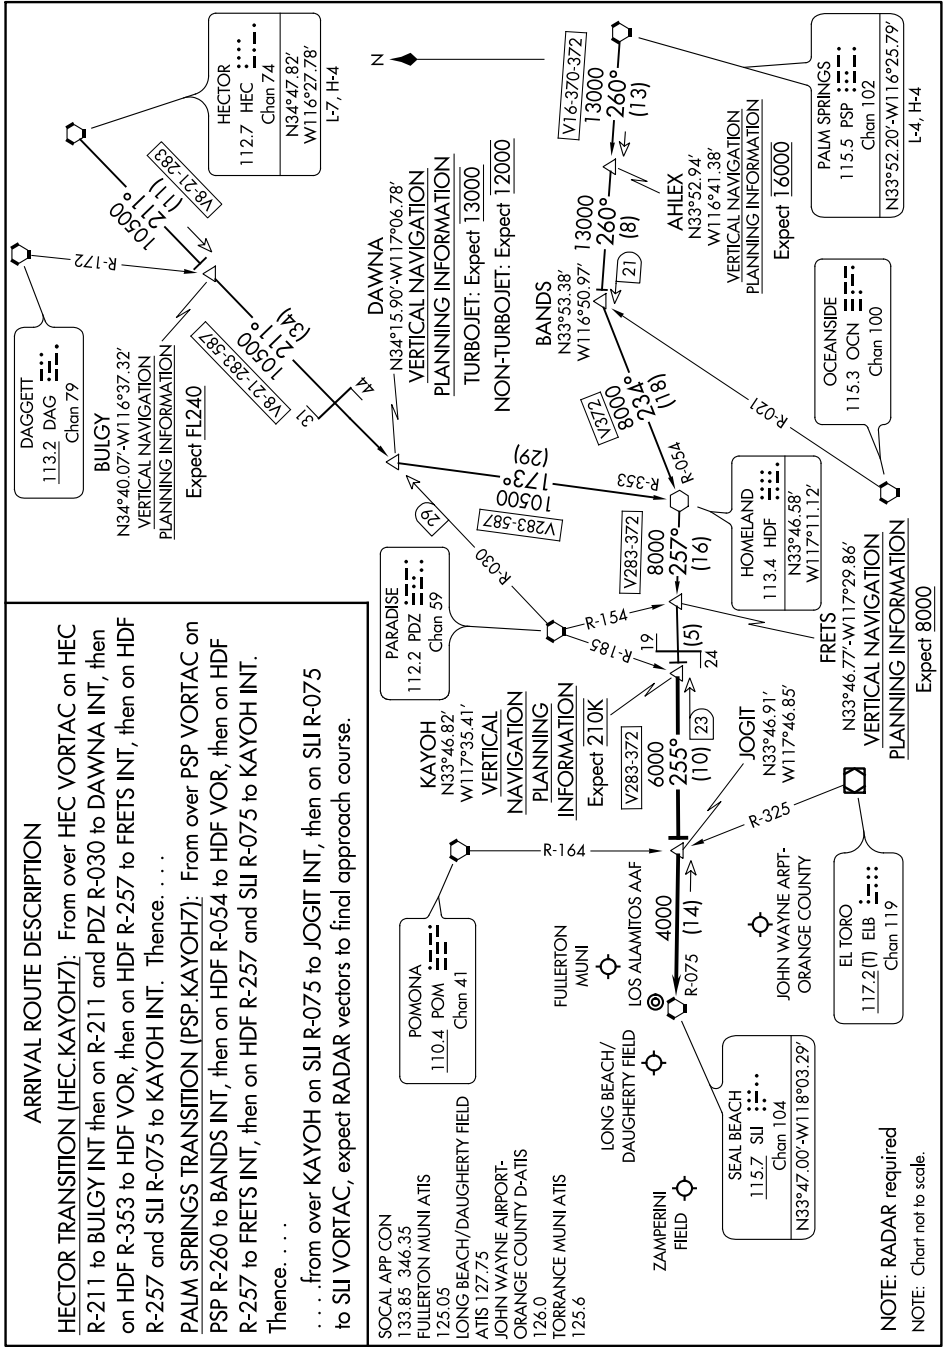 ARRIVAL ROUTE DESCRIPTION
HECTOR TRANSITION (HEC.KAYOH7): From over HEC VORTAC on HEC
R-211 to BULGY INT then on R-211 and PDZ R-030 to DAWNA INT, then
on HDF R-353 to HDF VOR, then on HDF R-257 to FRETS INT, then on HDF
R-257 and SLI R-075 to KAYOH INT. Thence. . . .
PALM SPRINGS TRANSITION (PSP.KAYOH7): From over PSP VORTAC on
PSP R-260 to BANDS INT, then on HDF R-054 to HDF VOR, then on HDF
R-257 to FRETS INT, then on HDF R-257 and SLI R-075 to KAYOH INT.
Thence. . . .
. . . .from over KAYOH on SLI R-075 to JOGIT INT, then on SLI R-075
to SLI VORTAC, expect RADAR vectors to final approach course.
SOCAL APP CON
133.85 346.35
FULLERTON MUNI ATIS
125.05
LONG BEACH/DAUGHERTY FIELD
ATIS 127.75
JOHN WAYNE AIRPORT-
ORANGE COUNTY D-ATIS
126.0
TORRANCE MUNI ATIS
125.6
DAGGETT
113.2 DAG
Chan 79
R-172
HECTOR
112.7 HEC
Chan 74
N34°47.82'
W116°27.78'
L-7, H-4
V8-21-283
10500
211°
(11)
BULGY
N34°40.07'-W116°37.32'
VERTICAL NAVIGATION
PLANNING INFORMATION
Expect FL240
V8-21-283-587
10500
211°
(34)
31
44
N
DAWNA
N34°15.90'-W117°06.78'
VERTICAL NAVIGATION
PLANNING INFORMATION
TURBOJET: Expect 13000
NON-TURBOJET: Expect 12000
29
R-030
V283-587
10500
173°
(29)
R-353
PARADISE
112.2 PDZ
Chan 59
R-185
R-154
POMONA
110.4 POM
Chan 41
R-164
KAYOH
N33°46.82'
W117°35.41'
VERTICAL
NAVIGATION
PLANNING
INFORMATION
Expect 210K
V283-372
6000
255°
(10)
23
19
24
(5)
V283-372
8000
257°
(16)
V372
8000
234°
(18)
R-054
BANDS
N33°53.38'
W116°50.97'
13000
260°
(8)
21
V16-370-372
13000
260°
(13)
AHLEX
N33°52.94'
W116°41.38'
VERTICAL NAVIGATION
PLANNING INFORMATION
Expect 16000
PALM SPRINGS
115.5 PSP
Chan 102
N33°52.20'-W116°25.79'
L-4, H-4
R-021
OCEANSIDE
115.3 OCN
Chan 100
HOMELAND
113.4 HDF
N33°46.58'
W117°11.12'
FRETS
N33°46.77'-W117°29.86'
VERTICAL NAVIGATION
PLANNING INFORMATION
Expect 8000
JOGIT
N33°46.91'
W117°46.85'
R-325
EL TORO
117.2(T) ELB
Chan 119
4000
(14)
R-075
FULLERTON
MUNI
LOS ALAMITOS AAF
JOHN WAYNE ARPT-
ORANGE COUNTY
LONG BEACH/
DAUGHERTY FIELD
ZAMPERINI
FIELD
SEAL BEACH
115.7 SLI
Chan 104
N33°47.00'-W118°03.29'
NOTE: RADAR required
NOTE: Chart not to scale.